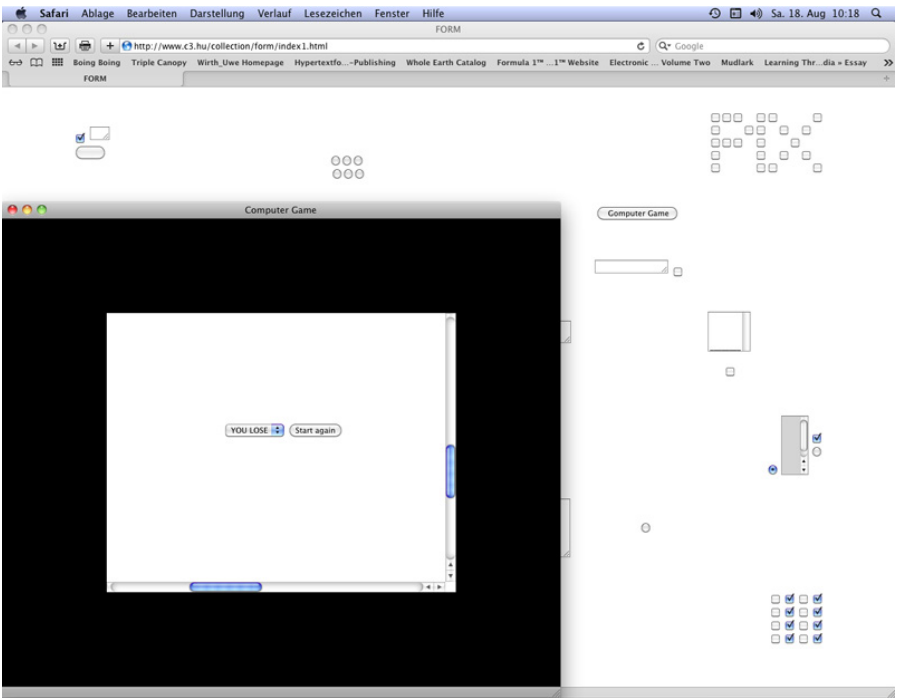 Safari Ablage Bearbeiten Darstellung Verlauf Lesezeichen Fenster Hilfe Sa. 18. Aug 10:18
FORM
http://www.c3.hu/collection/form/index1.html Google
Boing Boing Triple Canopy Wirth_Uwe Homepage Hypertextfo...-Publishing Whole Earth Catalog Formula 1™ ...1™ Website Electronic ... Volume Two Mudlark Learning Thr...dia » Essay
FORM
FIX
Computer Game
Computer Game
YOU LOSE Start again